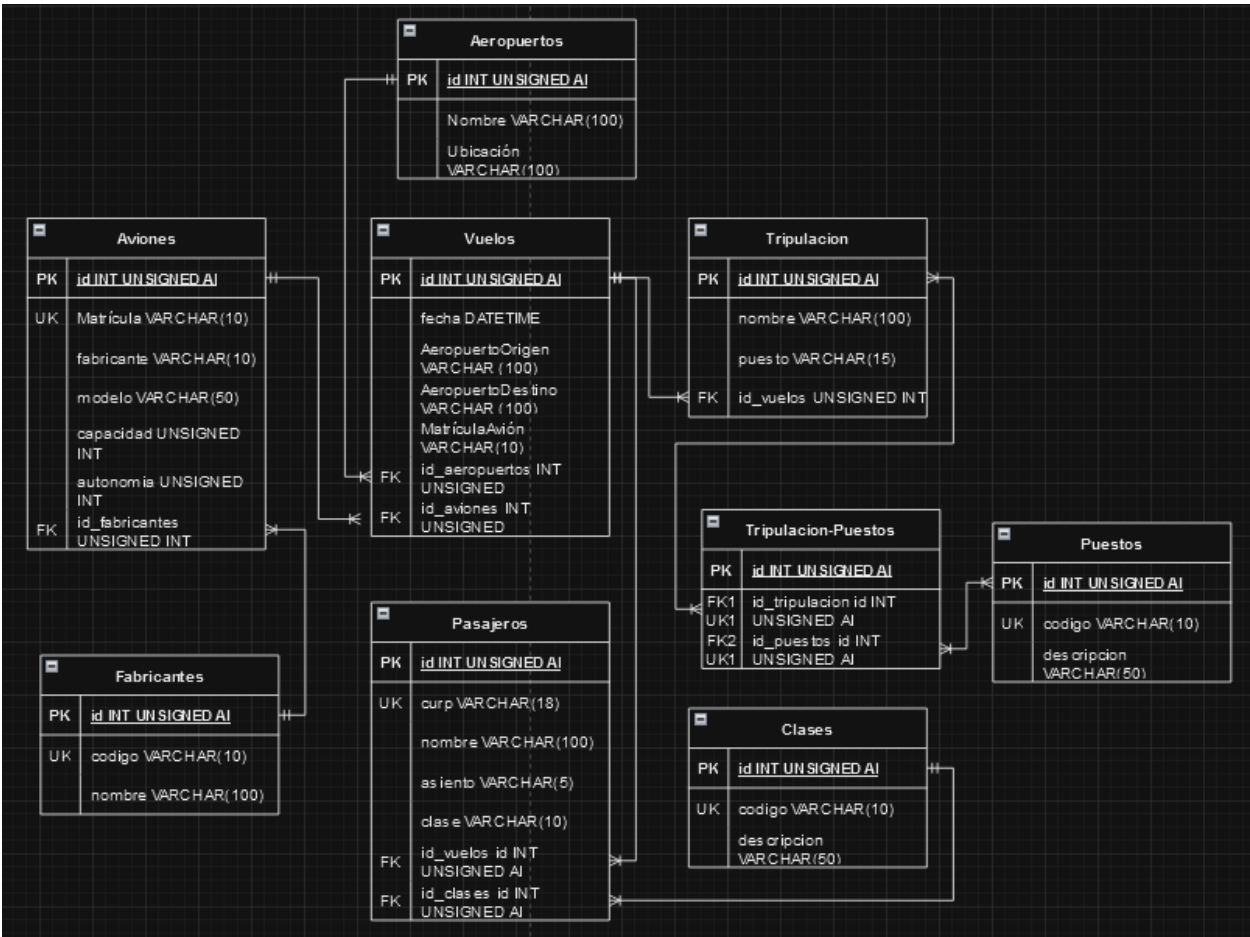 Aeropuertos
PK id INT UNSIGNED AI
Nombre VARCHAR(100)
Ubicación
VARCHAR(100)
Aviones
PK id INT UNSIGNED AI
UK Matrícula VARCHAR(10)
fabricante VARCHAR(10)
modelo VARCHAR(50)
capacidad UNSIGNED
INT
autonomia UNSIGNED
INT
FK id_fabricantes
UNSIGNED INT
Vuelos
PK id INT UNSIGNED AI
fecha DATETIME
AeropuertoOrigen
VARCHAR (100)
AeropuertoDestino
VARCHAR (100)
MatrículaAvión
VARCHAR(10)
FK id_aeropuertos INT
UNSIGNED
FK id_aviones INT
UNSIGNED
Tripulacion
PK id INT UNSIGNED AI
nombre VARCHAR(100)
puesto VARCHAR(15)
FK id_vuelos UNSIGNED INT
Tripulacion-Puestos
PK id INT UNSIGNED AI
FK1 id_tripulacion id INT
UK1 UNSIGNED AI
FK2 id_puestos id INT
UK1 UNSIGNED AI
Puestos
PK id INT UNSIGNED AI
UK codigo VARCHAR(10)
descripcion
VARCHAR(50)
Fabricantes
PK id INT UNSIGNED AI
UK codigo VARCHAR(10)
nombre VARCHAR(100)
Pasajeros
PK id INT UNSIGNED AI
UK curp VARCHAR(18)
nombre VARCHAR(100)
asiento VARCHAR(5)
clase VARCHAR(10)
FK id_vuelos id INT
UNSIGNED AI
FK id_clases id INT
UNSIGNED AI
Clases
PK id INT UNSIGNED AI
UK codigo VARCHAR(10)
descripcion
VARCHAR(50)